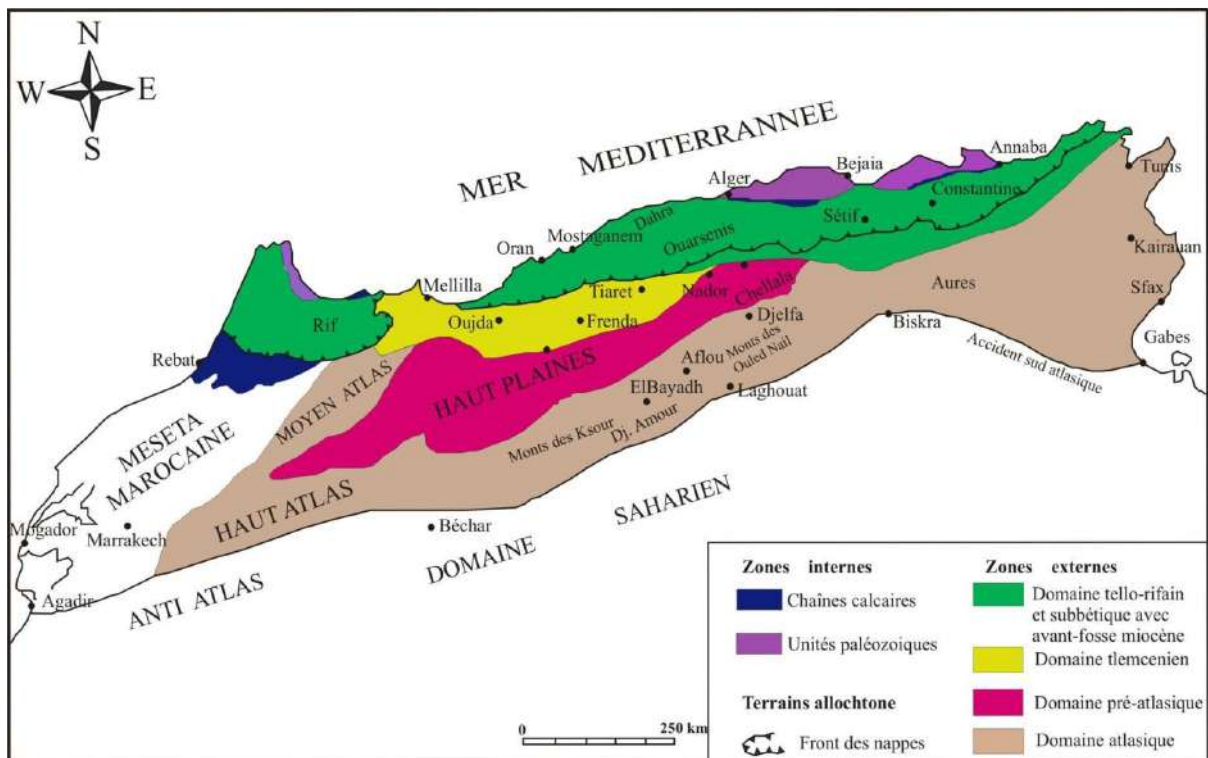 N
W
E
S
MER MEDITERRANNEE
Annaba
Bejaia
Tunis
Alger
Constantine
Dahra
Sétif
Mostaganem
Ouarsenis
Kairauan
Oran
Mellilla
Nador
Chellala
Aures
Tiaret
Sfax
Rif
Oujda
Frenda
Djelfa
Biskra
Rebat
Aflou
Monts des
Ouled Nail
Accident sud atlasique
Gabes
MOYEN ATLAS
HAUT PLAINES
ElBayadh
Laghouat
Dj. Amour
Monts des Ksour
MESETA
MAROCAINE
HAUT ATLAS
SAHARIEN
Mogador
Marrakech
Béchar
DOMAINE
ANTI ATLAS
Agadir
Zones internes
Chaînes calcaires
Unités paléozoiques
Terrains allochtone
Front des nappes
Zones externes
Domaine tello-rifain
et subbétique avec
avant-fosse miocène
Domaine tlemcenien
Domaine pré-atlasique
Domaine atlasique
0
250 km